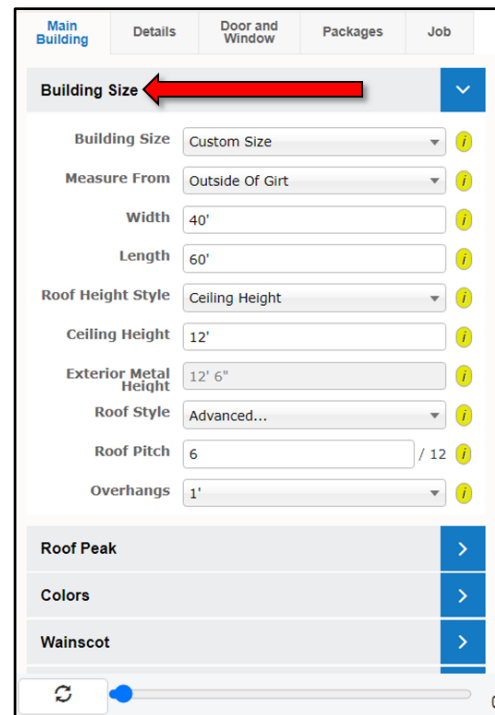 Main Building
Details
Door and Window
Packages
Job
Building Size
Building Size
Custom Size
i
Measure From
Outside Of Girt
i
Width
40'
i
Length
60'
i
Roof Height Style
Ceiling Height
i
Ceiling Height
12'
i
Exterior Metal Height
12' 6"
i
Roof Style
Advanced...
i
Roof Pitch
6
/ 12
i
Overhangs
1'
i
Roof Peak
Colors
Wainscot